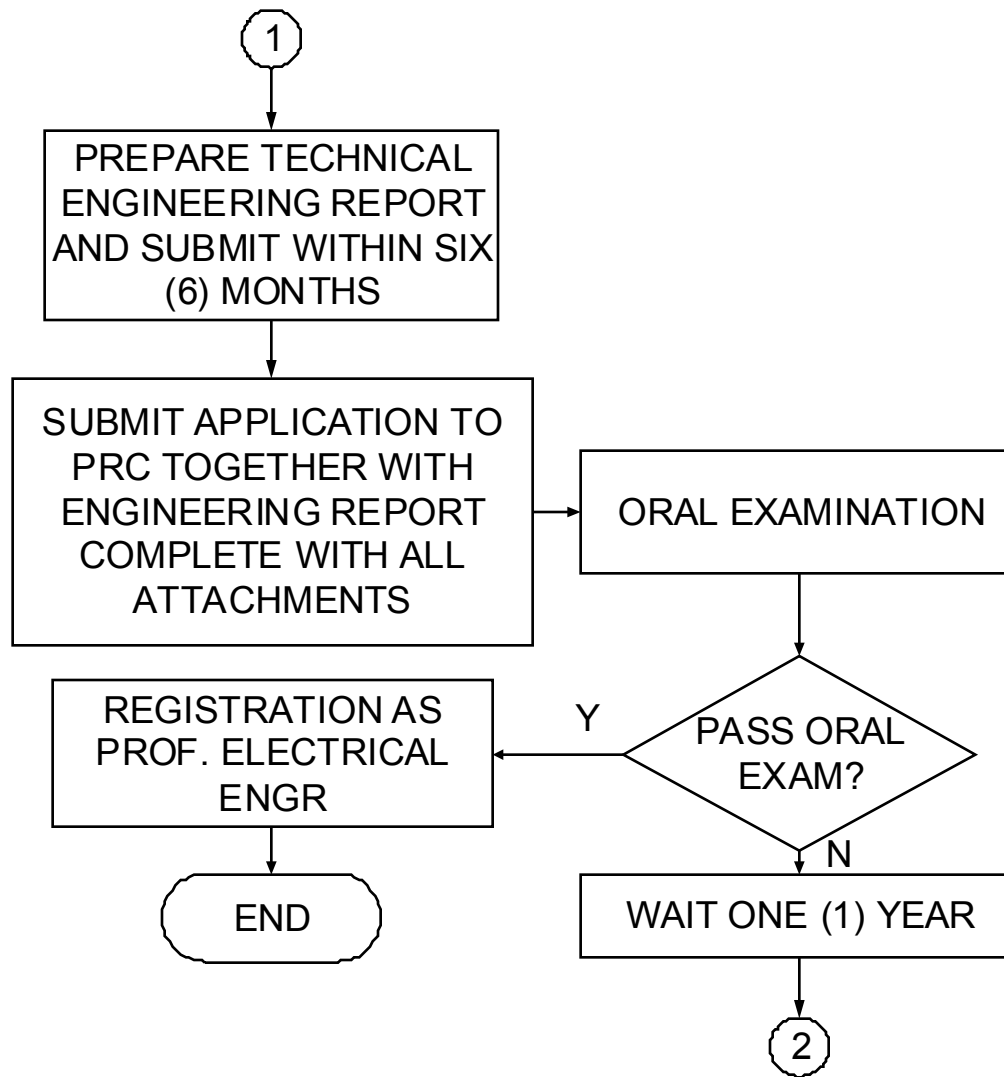 1
PREPARE TECHNICAL
ENGINEERING REPORT
AND SUBMIT WITHIN SIX
(6) MONTHS
SUBMIT APPLICATION TO
PRC TOGETHER WITH
ENGINEERING REPORT
COMPLETE WITH ALL
ATTACHMENTS
ORAL EXAMINATION
PASS ORAL
EXAM?
Y
REGISTRATION AS
PROF. ELECTRICAL
ENGR
END
N
WAIT ONE (1) YEAR
2